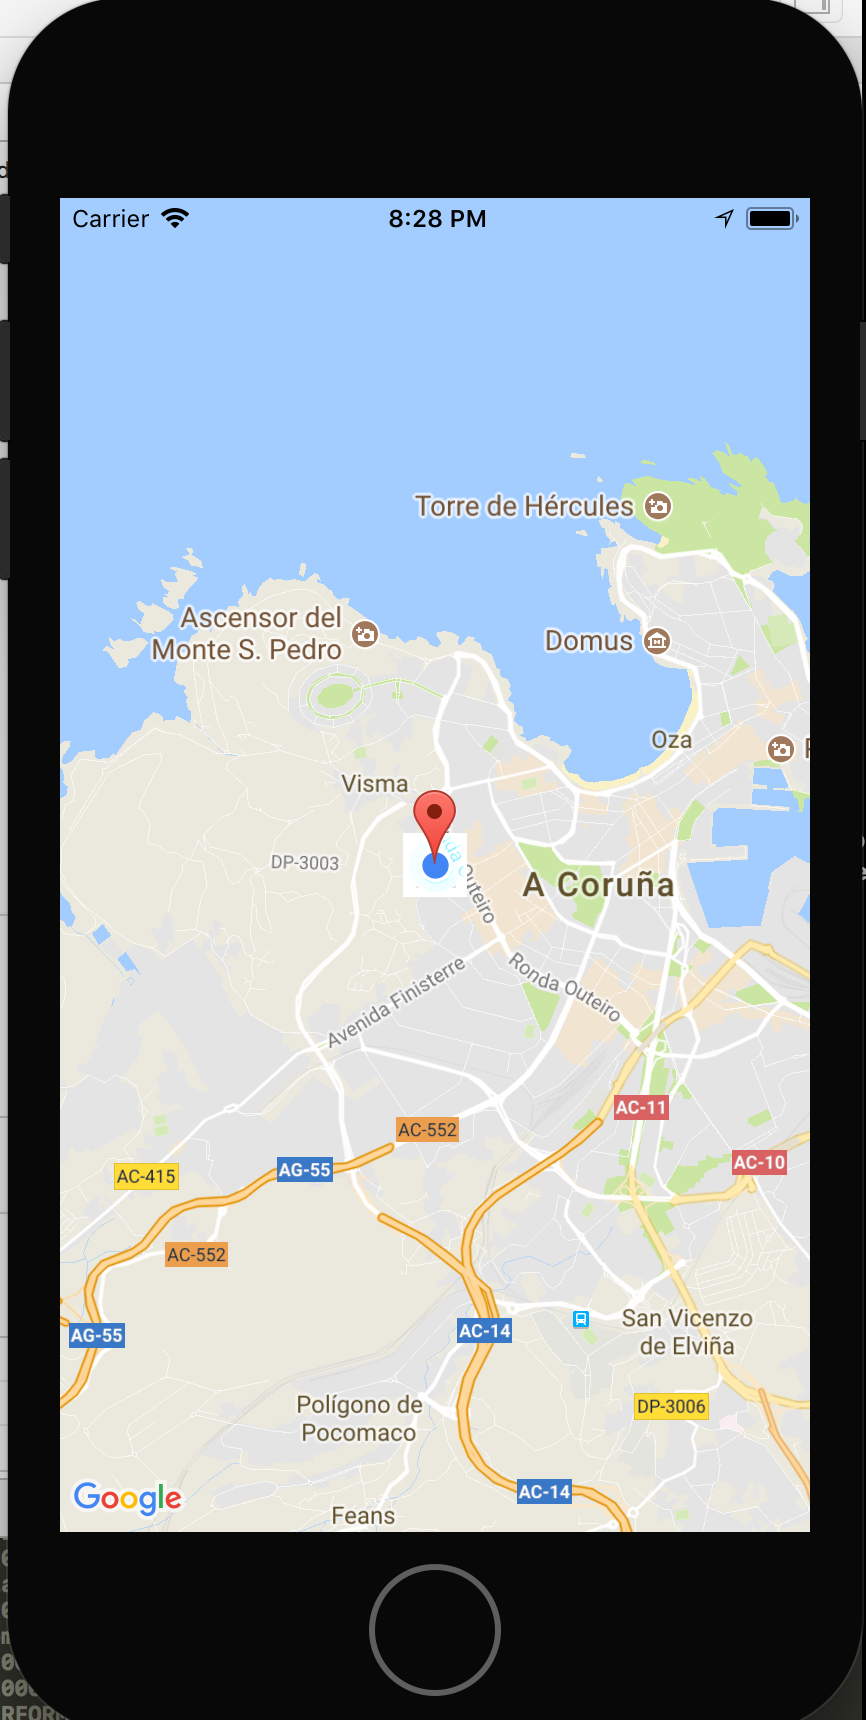 Carrier 8:28 PM
Torre de Hércules
Ascensor del
Monte S. Pedro
Domus
Oza
Visma
DP-3003
Outeiro
A Coruña
Avenida Finisterre
Ronda Outeiro
AC-11
AC-552
AC-10
AG-55
AC-415
AC-552
San Vicenzo
de Elviña
AC-14
AG-55
Polígono de
Pocomaco
DP-3006
AC-14
Google
Feans